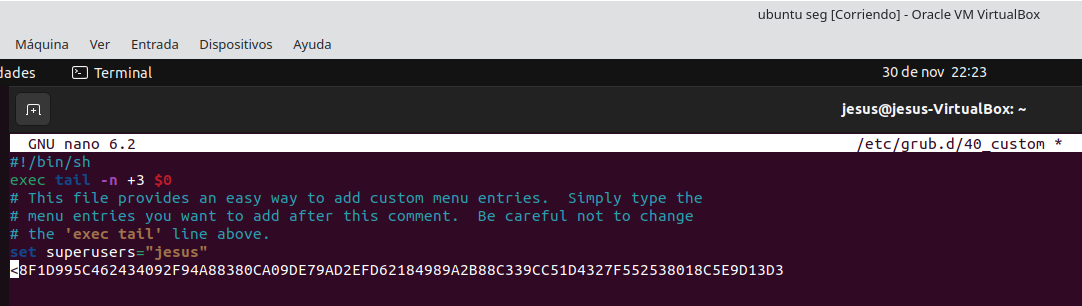 ubuntu seg [Corriendo] - Oracle VM VirtualBox
Máquina Ver Entrada Dispositivos Ayuda
dades Terminal 30 de nov 22:23
jesus@jesus-VirtualBox: ~
GNU nano 6.2 /etc/grub.d/40_custom *
#!/bin/sh
exec tail -n +3 $0
# This file provides an easy way to add custom menu entries. Simply type the
# menu entries you want to add after this comment. Be careful not to change
# the 'exec tail' line above.
set superusers="jesus"
<8F1D995C462434092F94A88380CA09DE79AD2EFD62184989A2B88C339CC51D4327F552538018C5E9D13D3